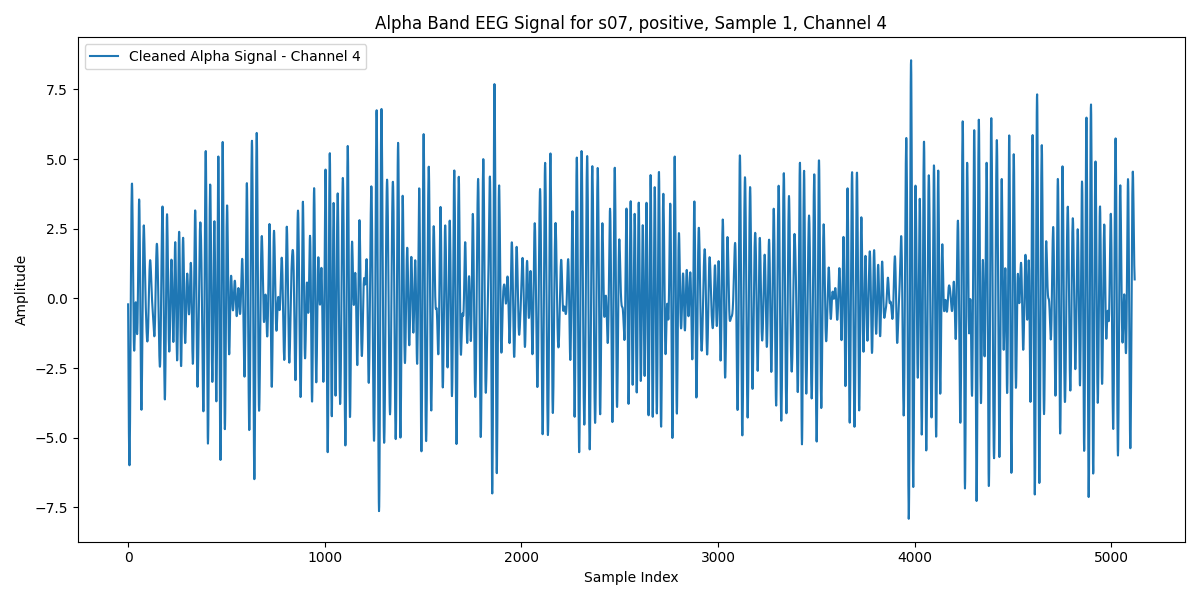 Alpha Band EEG Signal for s07, positive, Sample 1, Channel 4
Cleaned Alpha Signal - Channel 4
7.5
5.0
2.5
0.0
−2.5
−5.0
−7.5
Amplitude
0 1000 2000 3000 4000 5000
Sample Index